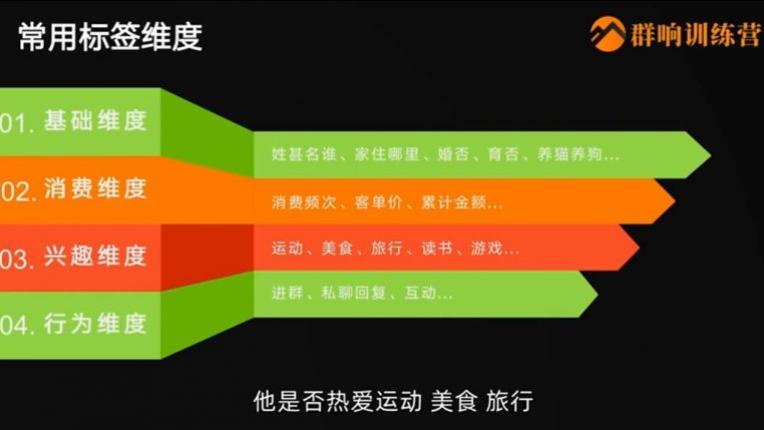 常用标签维度
群响训练营
01. 基础维度
姓甚名谁、家住哪里、婚否、育否、养猫养狗...
02. 消费维度
消费频次、客单价、累计金额...
03. 兴趣维度
运动、美食、旅行、读书、游戏...
04. 行为维度
进群、私聊回复、互动...
他是否热爱运动 美食 旅行